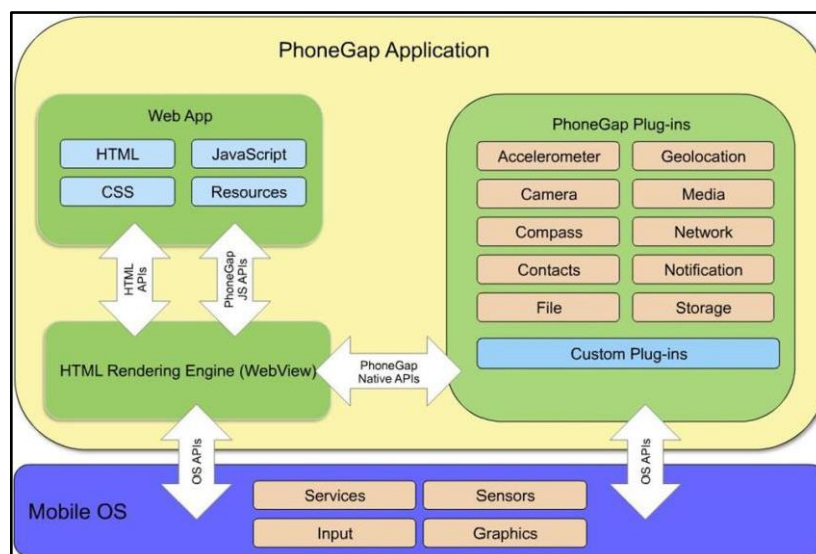 PhoneGap Application
Web App
HTML
JavaScript
CSS
Resources
HTML
APIs
PhoneGap
JS APIs
HTML Rendering Engine (WebView)
PhoneGap
Native APIs
PhoneGap Plug-ins
Accelerometer
Geolocation
Camera
Media
Compass
Network
Contacts
Notification
File
Storage
Custom Plug-ins
OS APIs
OS APIs
Mobile OS
Services
Sensors
Input
Graphics